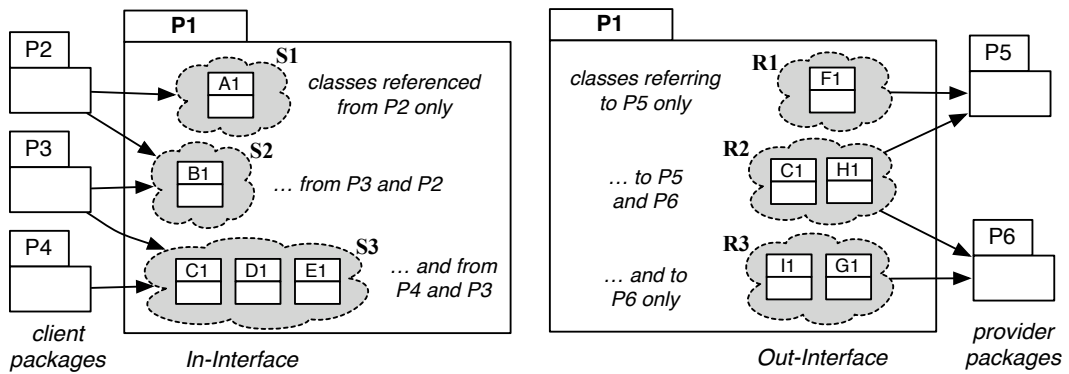 P1
P2
S1
A1
classes referenced
from P2 only
P3
S2
B1
… from P3 and P2
P4
S3
C1
D1
E1
… and from
P4 and P3
client
packages
In-Interface
P1
R1
F1
classes referring
to P5 only
P5
R2
C1
H1
… to P5
and P6
R3
I1
G1
… and to
P6 only
P6
Out-Interface
provider
packages